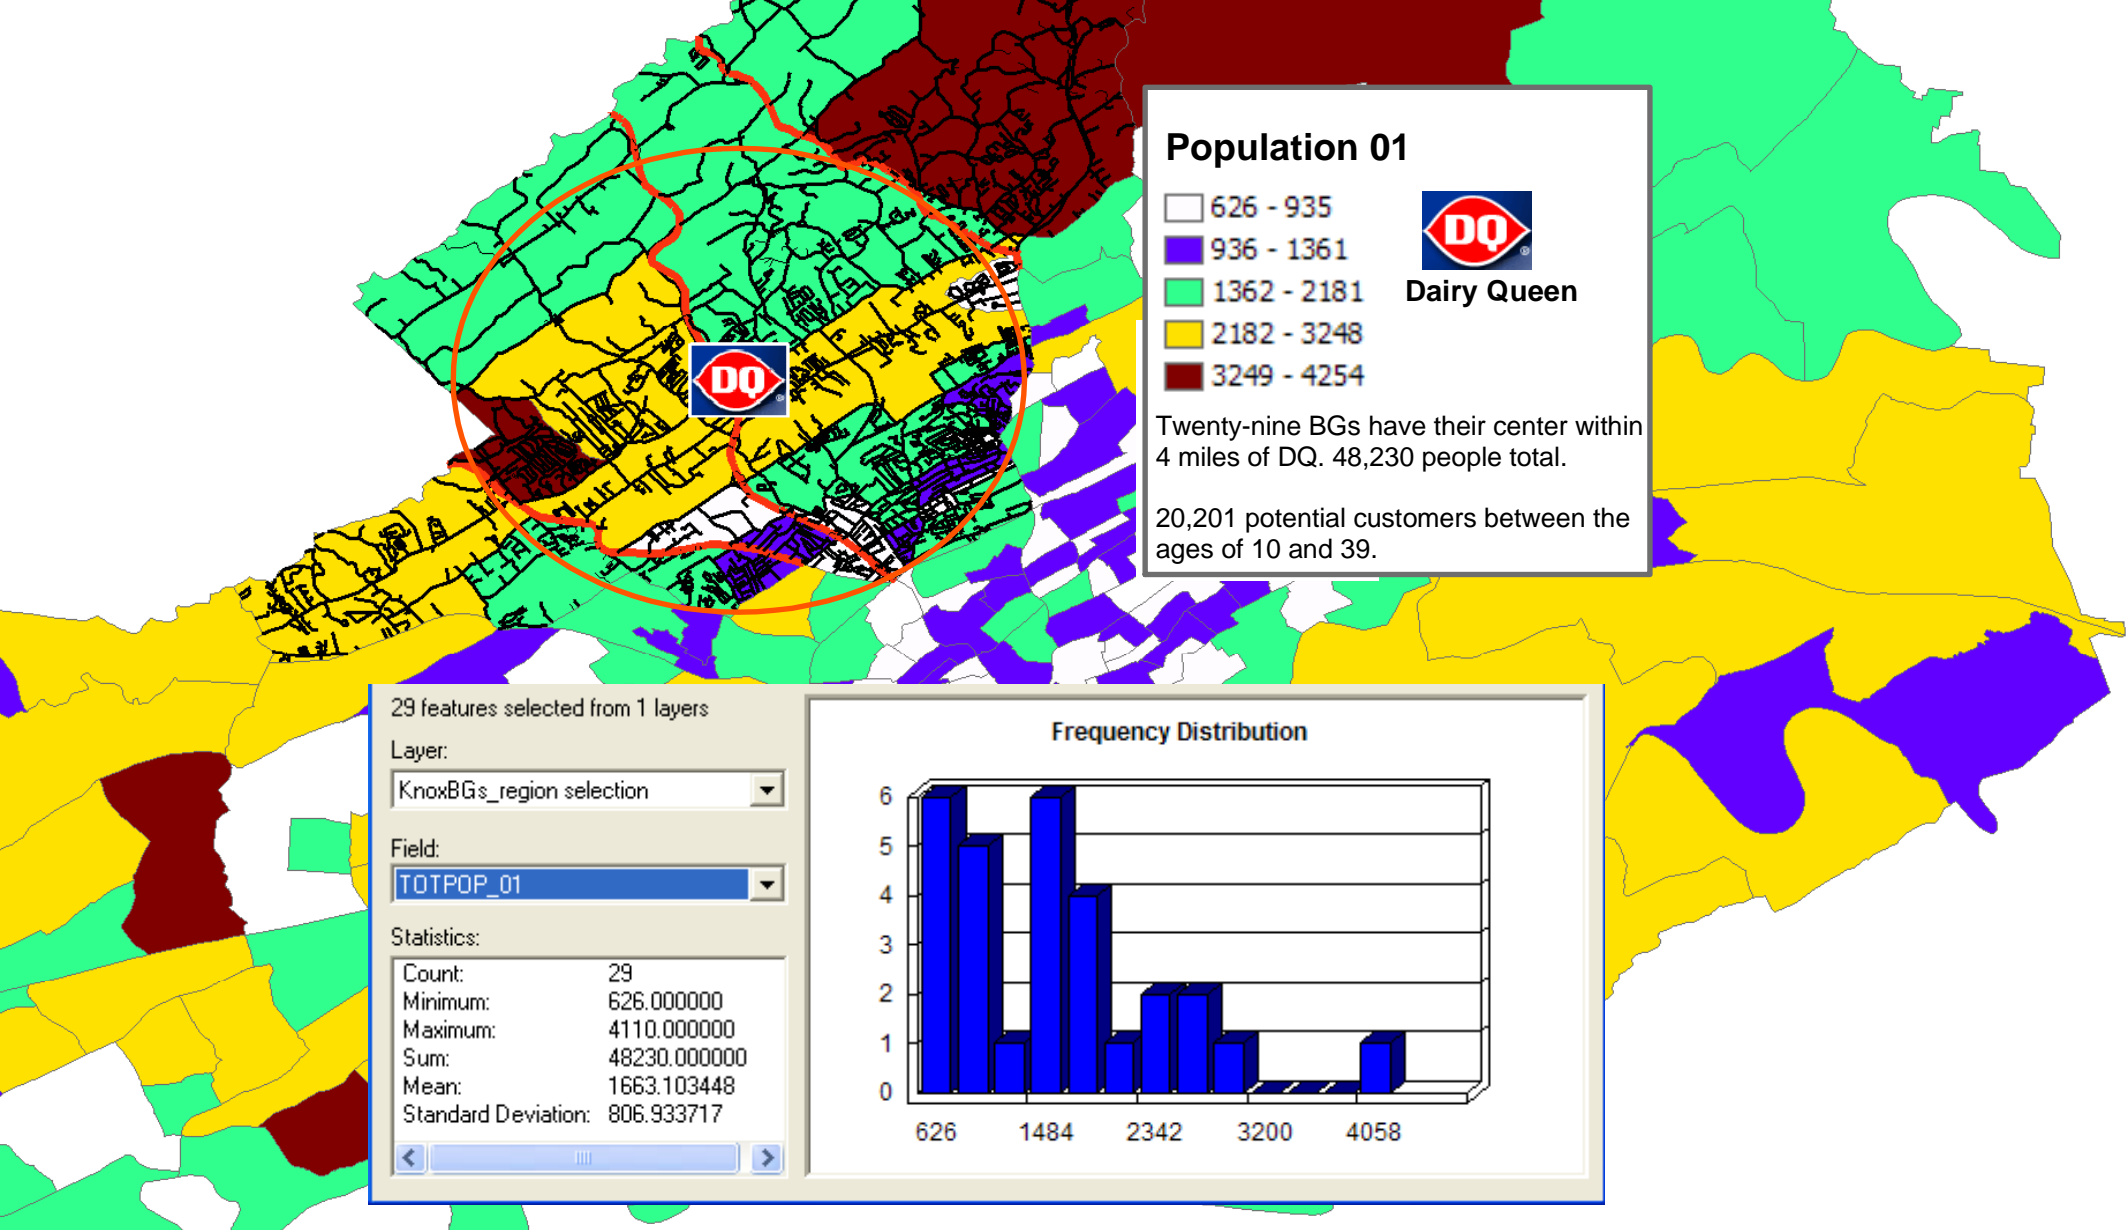 Population 01
626 - 935
936 - 1361
1362 - 2181
2182 - 3248
3249 - 4254
DQ
®
Dairy Queen
Twenty-nine BGs have their center within
4 miles of DQ. 48,230 people total.
20,201 potential customers between the
ages of 10 and 39.
DQ
®
29 features selected from 1 layers
Layer:
KnoxBGs_region selection
Field:
TOTPOP_01
Statistics:
Count: 29
Minimum: 626.000000
Maximum: 4110.000000
Sum: 48230.000000
Mean: 1663.103448
Standard Deviation: 806.933717
Frequency Distribution
6
5
4
3
2
1
0
626 1484 2342 3200 4058